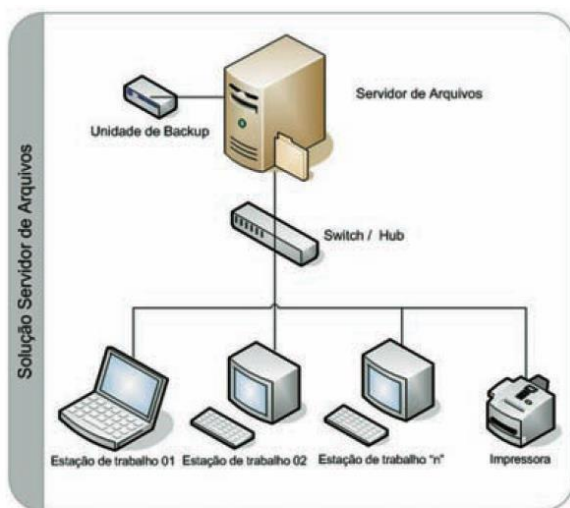 Solução Servidor de Arquivos
Servidor de Arquivos
Unidade de Backup
Switch / Hub
Estação de trabalho 01
Estação de trabalho 02
Estação de trabalho "n"
Impressora